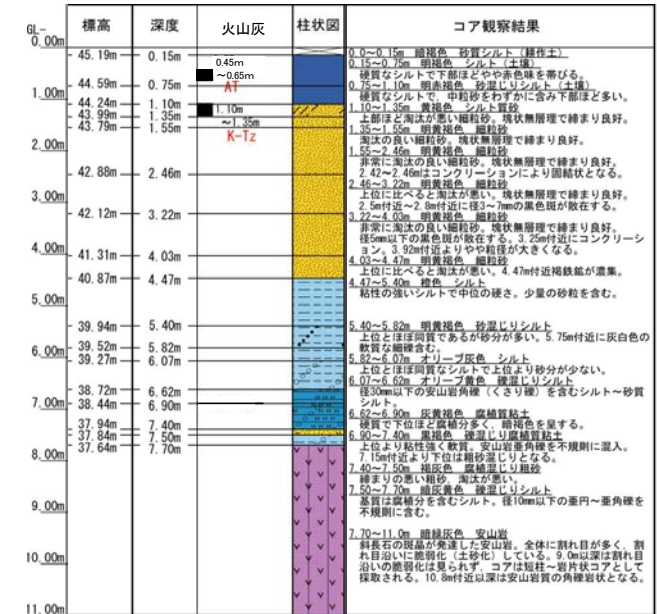 標高 深度 火山灰 柱状図 コア観察結果
GL-
0.00m
1.00m
2.00m
3.00m
4.00m
5.00m
6.00m
7.00m
8.00m
9.00m
10.00m
11.00m
45.19m 0.15m
44.59m 0.75m
44.24m 1.10m
43.99m 1.35m
43.79m 1.55m
42.88m 2.46m
42.12m 3.22m
41.31m 4.03m
40.87m 4.47m
39.94m 5.40m
39.52m 5.82m
39.27m 6.07m
38.72m 6.62m
38.44m 6.90m
37.94m 7.40m
37.84m 7.50m
37.64m 7.70m
0.45m
～0.65m
AT
1.10m
～1.35m
K-Tz
0.0～0.15m 暗褐色 砂質シルト（耕作土）
0.15～0.75m 明褐色 シルト（土壌）
硬質なシルトで下部ほどやや赤色味を帯びる。
0.75～1.10m 明赤褐色 砂混じりシルト（土壌）
硬質なシルトで、中粒砂をわずかに含み下部ほど多い。
1.10～1.35m 黄褐色 シルト質砂
上部ほど淘汰が悪い細粒砂。塊状無層理で締まり良好。
1.35～1.55m 明黄褐色 細粒砂
淘汰の良い細粒砂。塊状無層理で締まり良好。
1.55～2.46m 明黄褐色 細粒砂
非常に淘汰の良い細粒砂。塊状無層理で締まり良好。
2.42～2.46mはコンクリーションにより固結状となる。
2.46～3.22m 明黄褐色 細粒砂
上位に比べると淘汰が悪い。塊状無層理で締まり良好。
2.5m付近～2.8m付近に径3～7mmの黒色斑が散在する。
3.22～4.03m 明黄褐色 細粒砂
非常に淘汰の良い細粒砂。塊状無層理で締まり良好。
径5mm以下の黒色斑が散在する。3.25m付近にコンクリーシ
ョン。3.92m付近よりやや粒径が大きくなる。
4.03～4.47m 明黄褐色 細粒砂
上位に比べると淘汰が悪い。4.47m付近褐鉄鉱が濃集。
4.47～5.40m 橙色 シルト
粘性の強いシルトで中位の硬さ。少量の砂粒を含む。
5.40～5.82m 明黄褐色 砂混じりシルト
上位とほぼ同質であるが砂分が多い。5.75m付近に灰白色の
軟質な細礫含む。
5.82～6.07m オリーブ灰色 シルト
上位とほぼ同質なシルトで上位より砂分が少ない。
6.07～6.62m オリーブ黄色 礫混じりシルト
径30mm以下の安山岩角礫（くさり礫）を含むシルト～砂質
シルト。
6.62～6.90m 灰黄褐色 腐植質粘土
硬質で下位ほど腐植分多く、暗褐色を呈する。
6.90～7.40m 黒褐色 礫混じり腐植質粘土
上位より粘性強く軟質。安山岩亜角礫を不規則に混入。
7.15m付近より下位は粗砂混じりとなる。
7.40～7.50m 褐灰色 腐植混じり粗砂
締まりの悪い粗砂。淘汰が悪い。
7.50～7.70m 暗灰黄色 礫混じりシルト
基質は腐植分を含むシルト。径10mm以下の亜円～亜角礫を
不規則に含む。
7.70～11.0m 暗緑灰色 安山岩
斜長石の斑晶が発達した安山岩。全体に割れ目が多く、割
れ目沿いに脆弱化（土砂化）している。9.0m以深は割れ目
沿いの脆弱化は見られず、コアは短柱～岩片状コアとして
採取される。10.8m付近以深は安山岩質の角礫岩状となる。